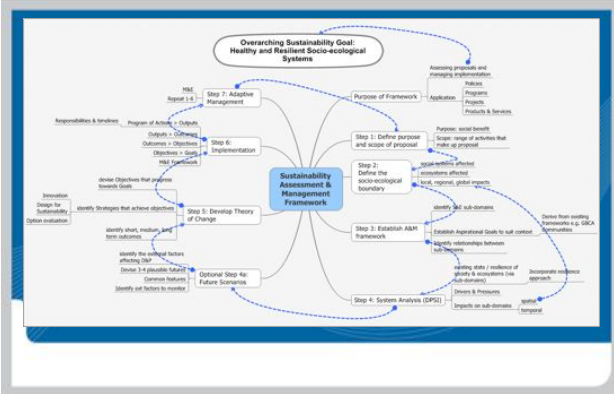 Overarching Sustainability Goal:
Healthy and Resilient Socio-ecological
Systems
Sustainability
Assessment &
Management
Framework
Purpose of Framework
Assessing proposals and
managing implementation
Application
Policies
Programs
Projects
Products & Services
Step 1: Define purpose
and scope of proposal
Purpose: social benefit
Scope: range of activities that
make up proposal
Step 2:
Define the
socio-ecological
boundary
social systems affected
ecosystems affected
local, regional, global impacts
Step 3: Establish A&M
framework
identify S&E sub-domains
Establish Aspirational Goals to suit context
Derive from existing
frameworks e.g. GBCA
Communities
Identify relationships between
sub-domains
Step 4: System Analysis (DPSI)
existing state / resilience of
society & ecosystems (via
sub-domains)
Incorporate resilience
approach
Drivers & Pressures
Impacts on sub-domains
spatial
temporal
Optional Step 4a:
Future Scenarios
identify the external factors
affecting D&P
Devise 3-4 plausible futures
Common features
Identify ext factors to monitor
Step 5: Develop Theory
of Change
devise Objectives that progress
towards Goals
identify Strategies that achieve objectives
Innovation
Design for
Sustainability
Option evaluation
identify short, medium, long
term outcomes
Step 6:
Implementation
Program of Actions > Outputs
Responsibilities & timelines
Outputs > Outcomes
Outcomes > Objectives
Objectives > Goals
M&E Framework
Step 7: Adaptive
Management
M&E
Repeat 1-6